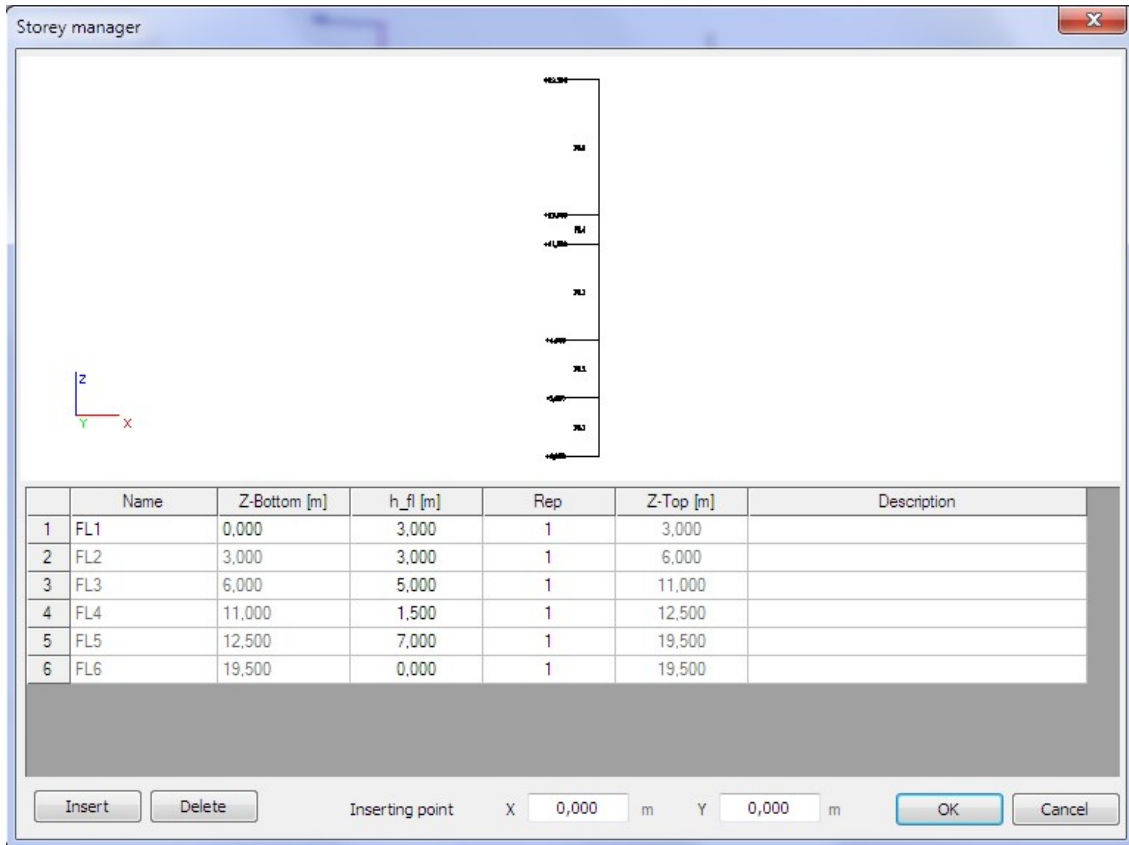 Storey manager
Z
Y X
Name Z-Bottom [m] h_fl [m] Rep Z-Top [m] Description
1 FL1 0,000 3,000 1 3,000
2 FL2 3,000 3,000 1 6,000
3 FL3 6,000 5,000 1 11,000
4 FL4 11,000 1,500 1 12,500
5 FL5 12,500 7,000 1 19,500
6 FL6 19,500 0,000 1 19,500
Insert Delete Inserting point X 0,000 m Y 0,000 m OK Cancel